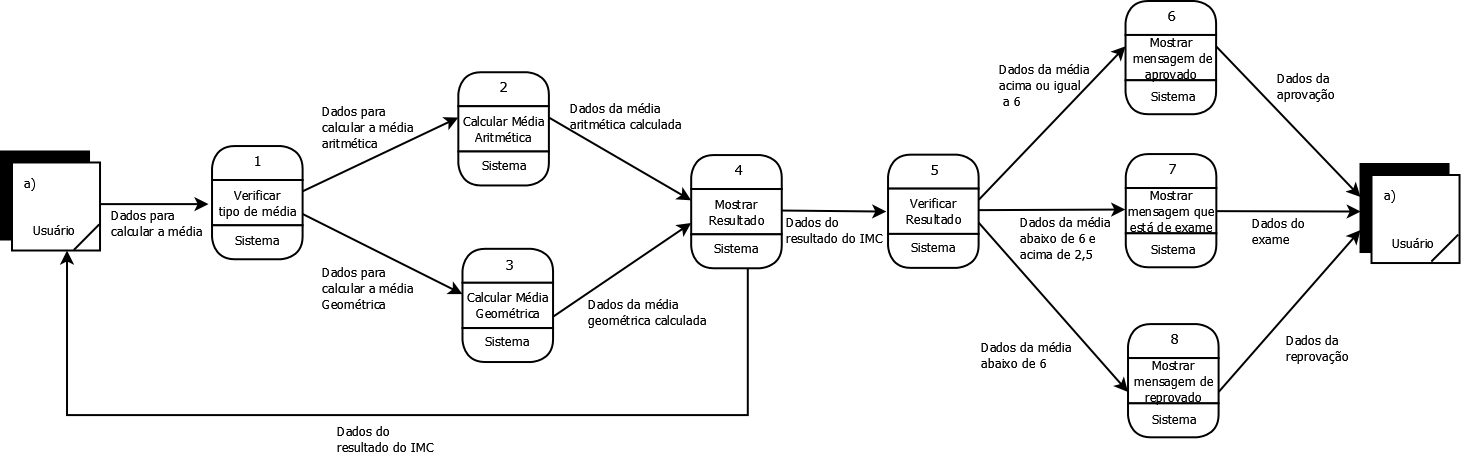 a)
Usuário
Dados para
calcular a média
1
Verificar
tipo de média
Sistema
Dados para
calcular a média
aritmética
Dados para
calcular a média
Geométrica
2
Calcular Média
Aritmética
Sistema
3
Calcular Média
Geométrica
Sistema
Dados da média
aritmética calculada
Dados da média
geométrica calculada
4
Mostrar
Resultado
Sistema
Dados do
resultado do IMC
Dados do
resultado do IMC
5
Verificar
Resultado
Sistema
Dados da média
acima ou igual
a 6
Dados da média
abaixo de 6 e
acima de 2,5
Dados da média
abaixo de 6
6
Mostrar
mensagem de
aprovado
Sistema
7
Mostrar
mensagem que
está de exame
Sistema
8
Mostrar
mensagem de
reprovado
Sistema
Dados da
aprovação
Dados do
exame
Dados da
reprovação
a)
Usuário